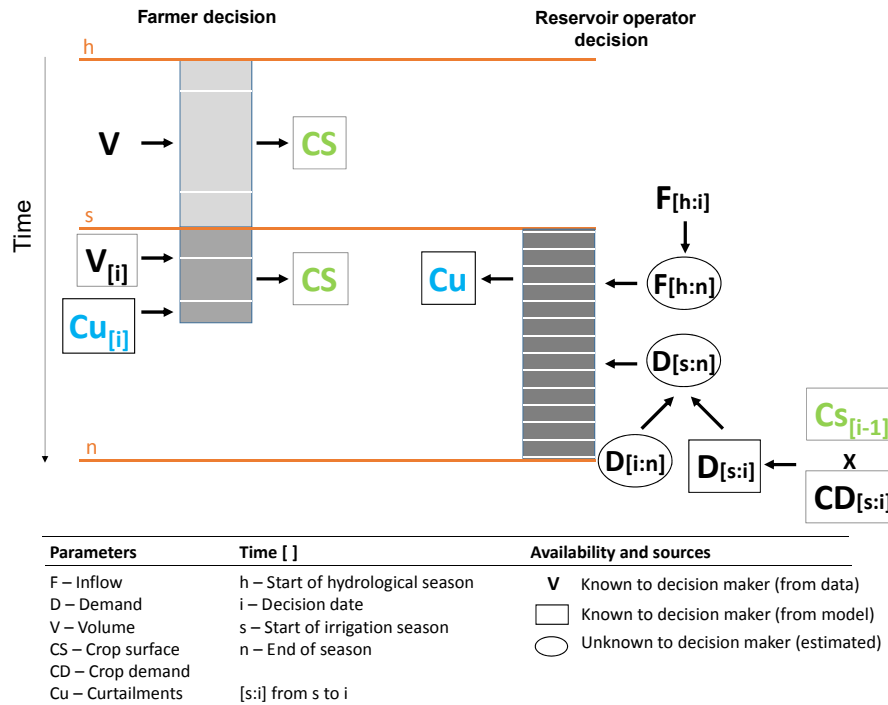 Farmer decision
Reservoir operator
decision
h
V
CS
F[h:i]
s
Time
V[i]
CS
Cu
F[h:n]
Cu[i]
D[s:n]
Cs[i-1]
n
D[i:n]
D[s:i]
x
CD[s:i]
Parameters
Time [ ]
Availability and sources
F – Inflow
h – Start of hydrological season
V Known to decision maker (from data)
D – Demand
i – Decision date
V – Volume
s – Start of irrigation season
Known to decision maker (from model)
CS – Crop surface
n – End of season
Unknown to decision maker (estimated)
CD – Crop demand
Cu – Curtailments
[s:i] from s to i